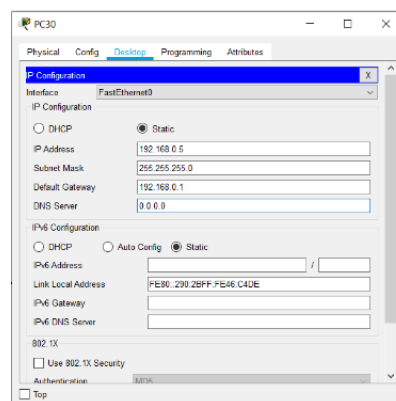 PC30
Physical Config Desktop Programming Attributes
IP Configuration X
Interface FastEthernet0
IP Configuration
DHCP Static
IP Address 192.168.0.5
Subnet Mask 255.255.255.0
Default Gateway 192.168.0.1
DNS Server 0.0.0.0
IPv6 Configuration
DHCP Auto Config Static
IPv6 Address /
Link Local Address FE80::290:2BFF:FE46:C4DE
IPv6 Gateway
IPv6 DNS Server
802.1X
Use 802.1X Security
Authentication MD5
Top